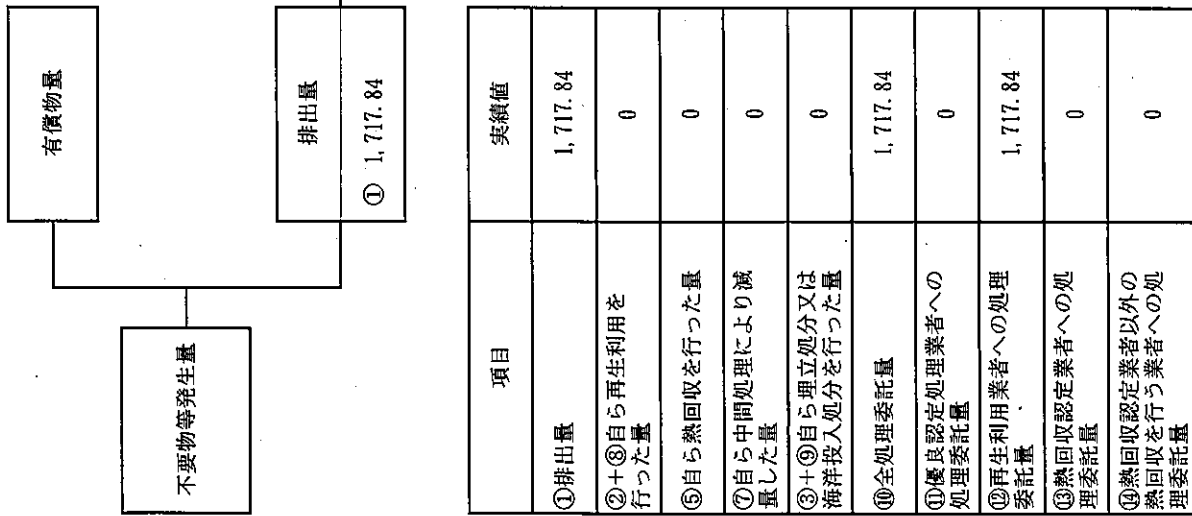 不要物等発生量
有償物量
排出量
① 1,717.84
項目
実績値
①排出量
1,717.84
②+⑧自ら再生利用を
行った量
0
⑤自ら熱回収を行った量
0
⑦自ら中間処理により減
量した量
0
③+⑨自ら埋立処分又は
海洋投入処分を行った量
0
⑩全処理委託量
1,717.84
⑪優良認定処理業者への
処理委託量
0
⑫再生利用業者への処理
委託量
1,717.84
⑬熱回収認定業者への処
理委託量
0
⑭熱回収認定業者以外の
熱回収を行う業者への処
理委託量
0